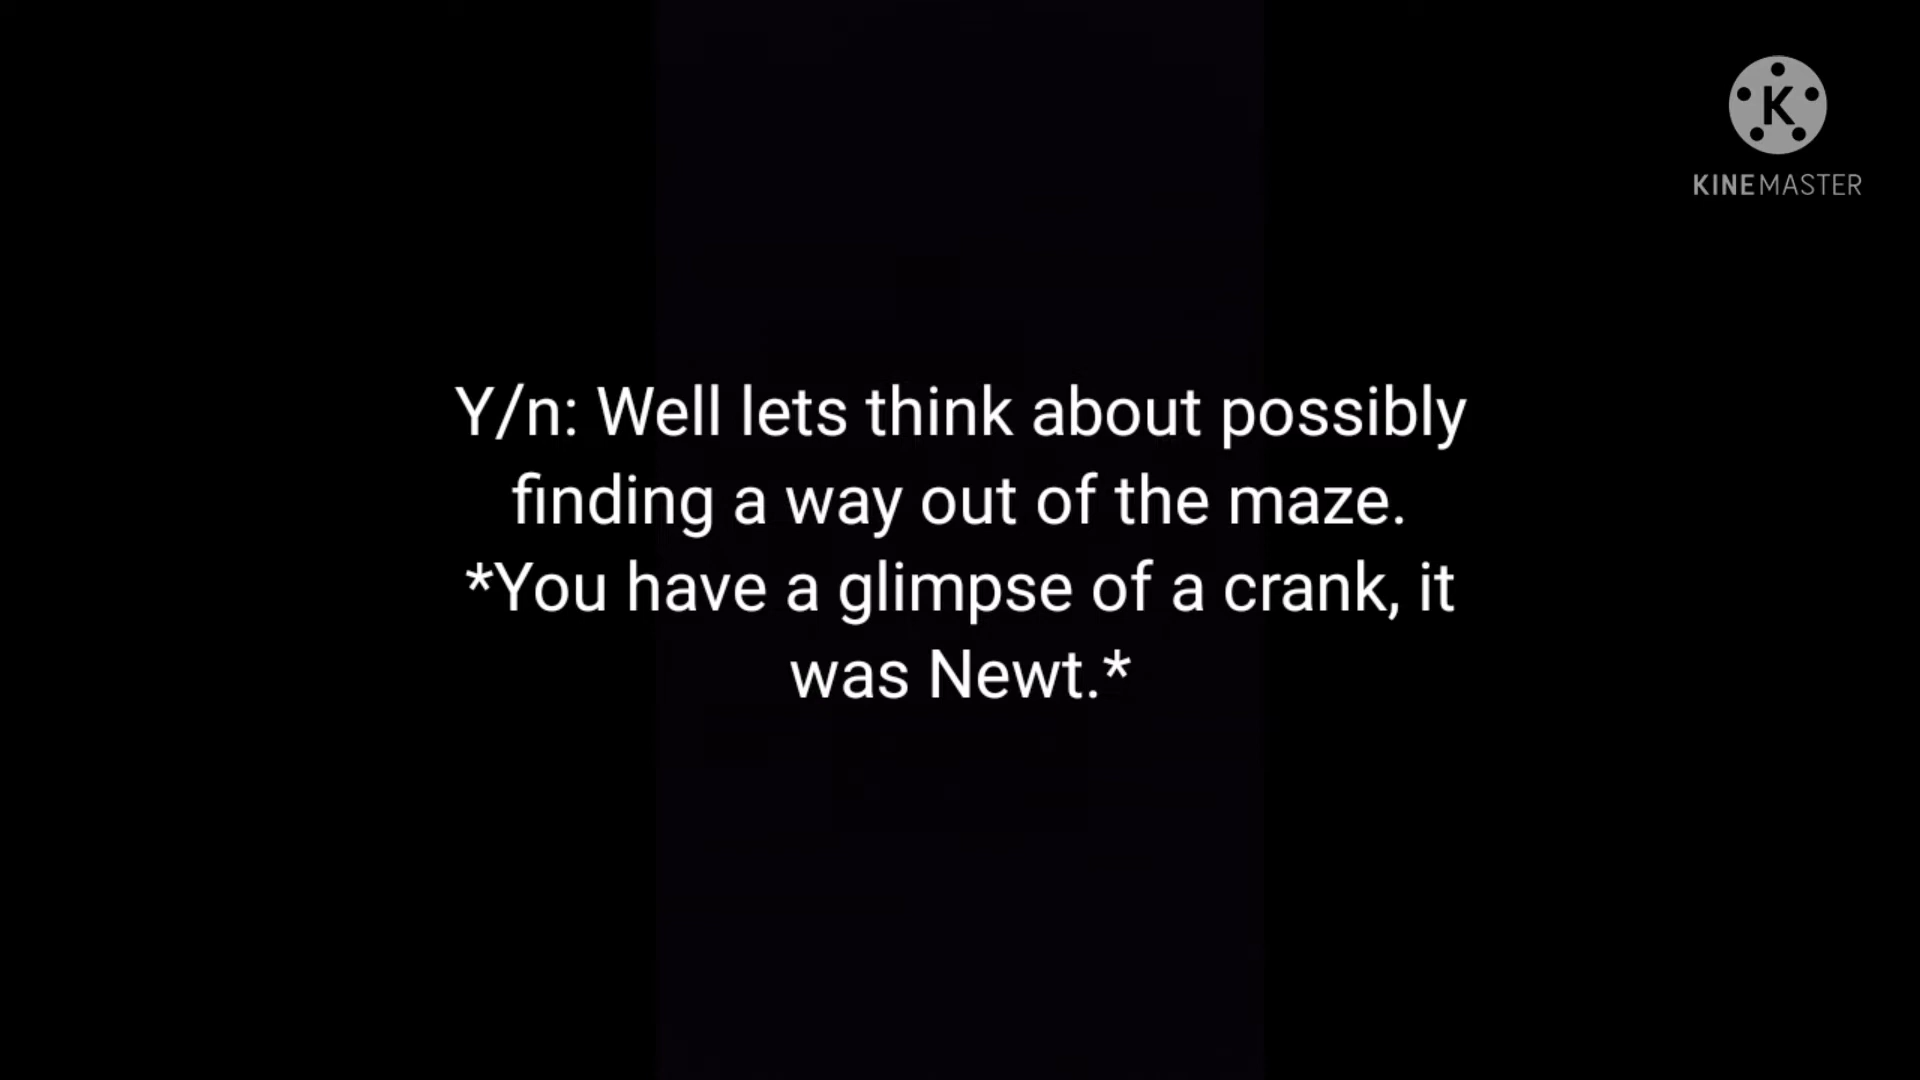 K
KINEMASTER
Y/n: Well lets think about possibly
finding a way out of the maze.
*You have a glimpse of a crank, it
was Newt.*